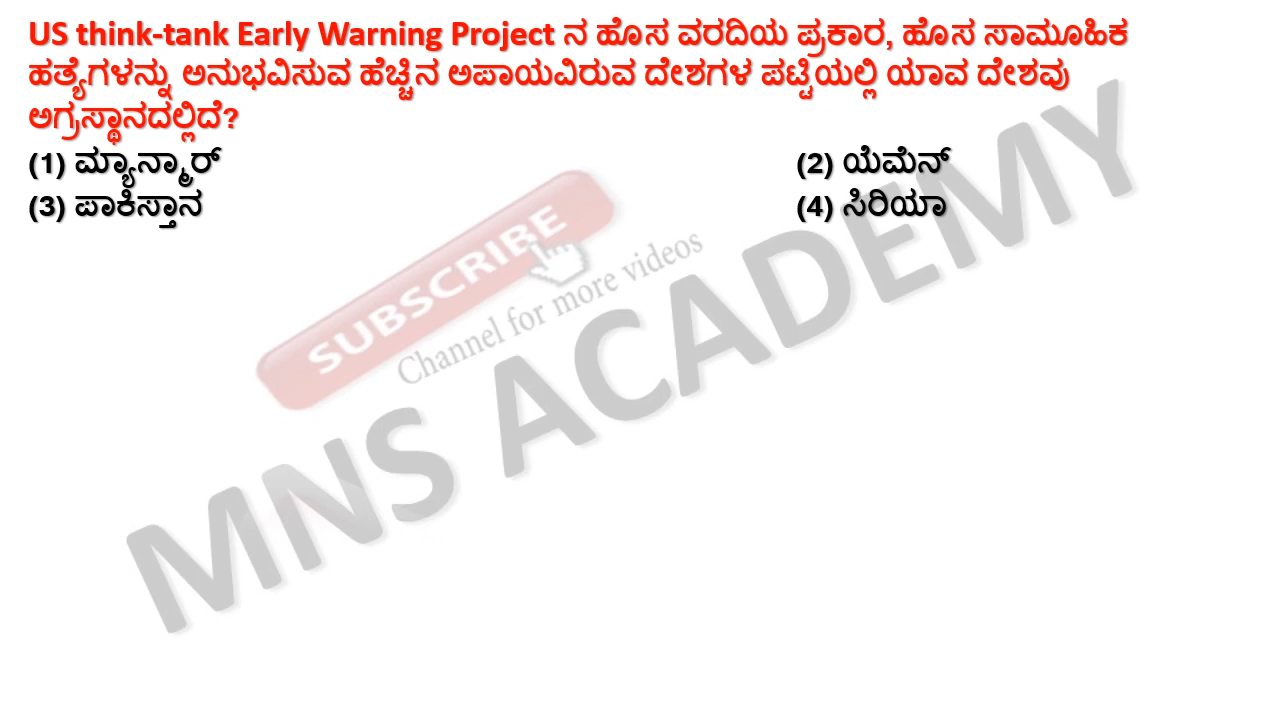 US think-tank Early Warning Project ನ ಹೊಸ ವರದಿಯ ಪ್ರಕಾರ, ಹೊಸ ಸಾಮೂಹಿಕ
ಹತ್ಯೆಗಳನ್ನು ಅನುಭವಿಸುವ ಹೆಚ್ಚಿನ ಅಪಾಯವಿರುವ ದೇಶಗಳ ಪಟ್ಟಿಯಲ್ಲಿ ಯಾವ ದೇಶವು
ಅಗ್ರಸ್ಥಾನದಲ್ಲಿದೆ?
(1) ಮ್ಯಾನ್ಮಾರ್ (2) ಯೆಮೆನ್
(3) ಪಾಕಿಸ್ತಾನ (4) ಸಿರಿಯಾ
SUBSCRIBE
Channel for more videos
MNS ACADEMY